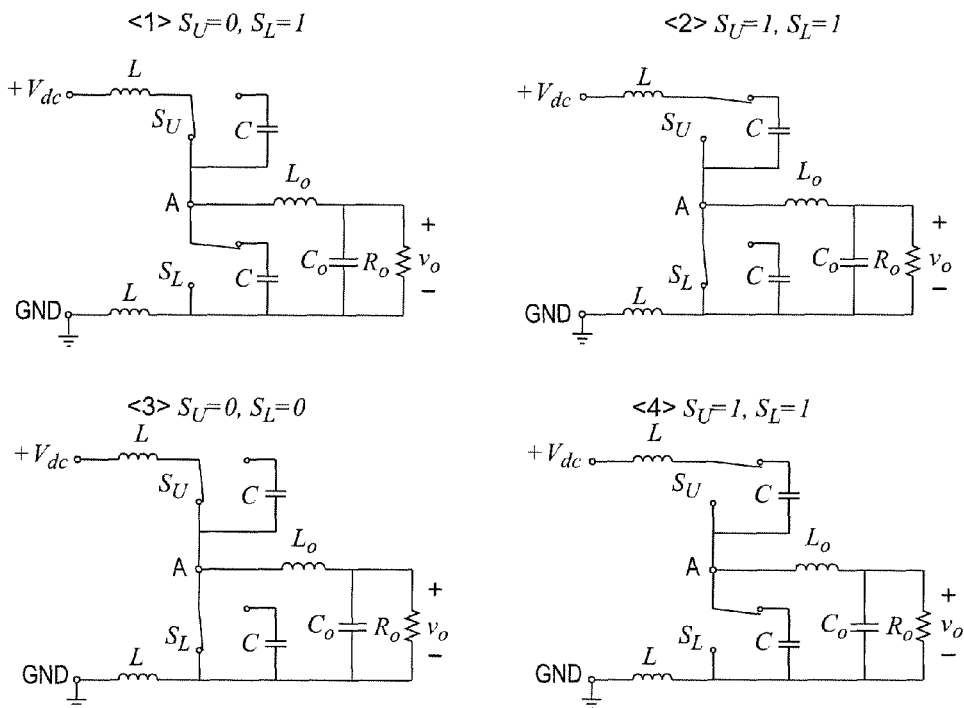 <1> S_U=0, S_L=1
L
+V_dc
S_U
C
L_o
A
C_o
R_o
+
v_o
−
S_L
C
L
GND
<2> S_U=1, S_L=1
L
+V_dc
S_U
C
L_o
A
C_o
R_o
+
v_o
−
S_L
C
L
GND
<3> S_U=0, S_L=0
L
+V_dc
S_U
C
L_o
A
C_o
R_o
+
v_o
−
S_L
C
L
GND
<4> S_U=1, S_L=1
L
+V_dc
S_U
C
L_o
A
C_o
R_o
+
v_o
−
S_L
C
L
GND